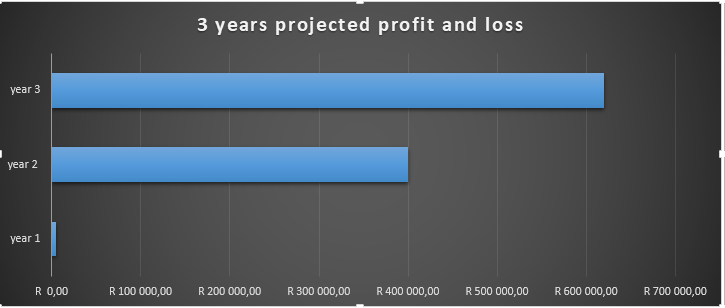 3 years projected profit and loss
year 3
year 2
year 1
R 0,00 R 100 000,00 R 200 000,00 R 300 000,00 R 400 000,00 R 500 000,00 R 600 000,00 R 700 000,00